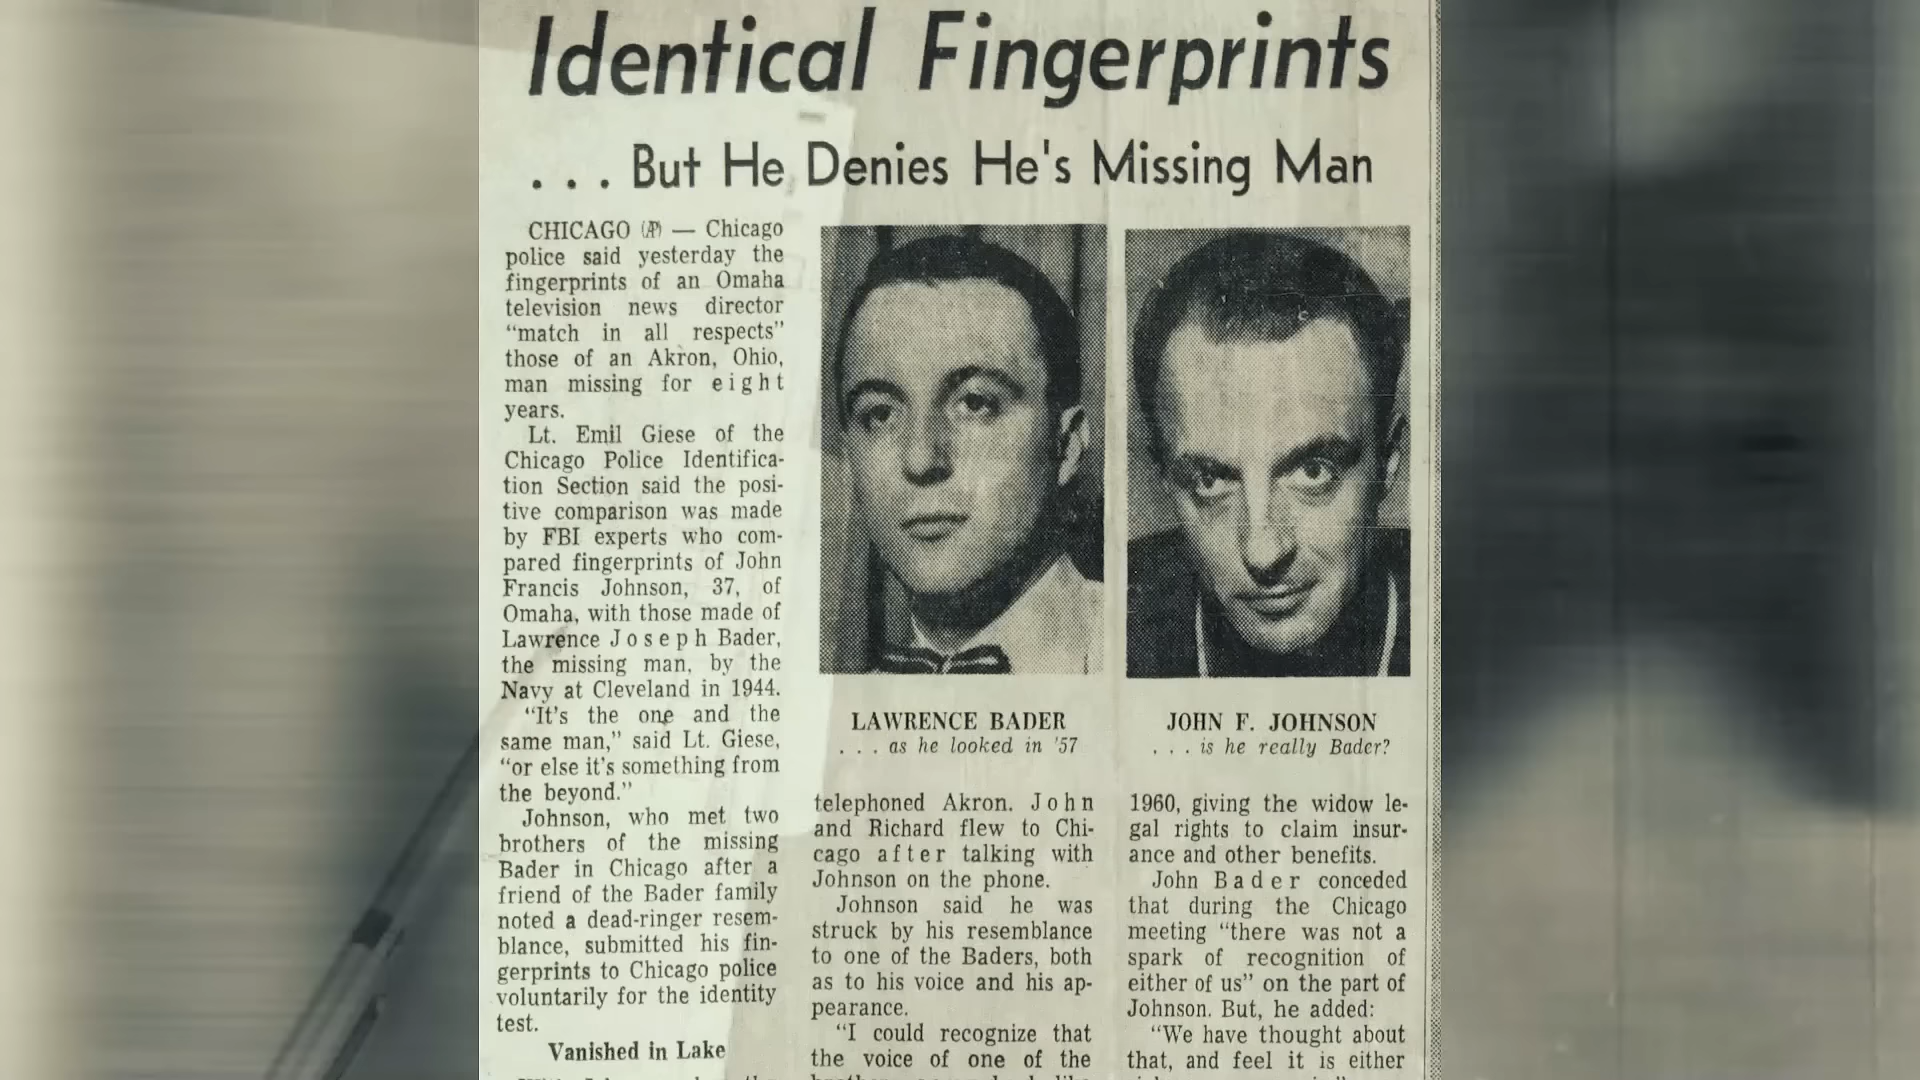 Identical Fingerprints
. . . But He Denies He's Missing Man
CHICAGO (AP) — Chicago
police said yesterday the
fingerprints of an Omaha
television news director
“match in all respects”
those of an Akron, Ohio,
man missing for eight
years.
Lt. Emil Giese of the
Chicago Police Identifica-
tion Section said the posi-
tive comparison was made
by FBI experts who com-
pared fingerprints of John
Francis Johnson, 37, of
Omaha, with those made of
Lawrence Joseph Bader,
the missing man, by the
Navy at Cleveland in 1944.
“It's the one and the
same man,” said Lt. Giese,
“or else it's something from
the beyond.”
Johnson, who met two
brothers of the missing
Bader in Chicago after a
friend of the Bader family
noted a dead-ringer resem-
blance, submitted his fin-
gerprints to Chicago police
voluntarily for the identity
test.
Vanished in Lake
LAWRENCE BADER
. . . as he looked in '57
JOHN F. JOHNSON
. . . is he really Bader?
telephoned Akron. John
and Richard flew to Chi-
cago after talking with
Johnson on the phone.
Johnson said he was
struck by his resemblance
to one of the Baders, both
as to his voice and his ap-
pearance.
“I could recognize that
the voice of one of the
1960, giving the widow le-
gal rights to claim insur-
ance and other benefits.
John Bader conceded
that during the Chicago
meeting “there was not a
spark of recognition of
either of us” on the part of
Johnson. But, he added:
“We have thought about
that, and feel it is either